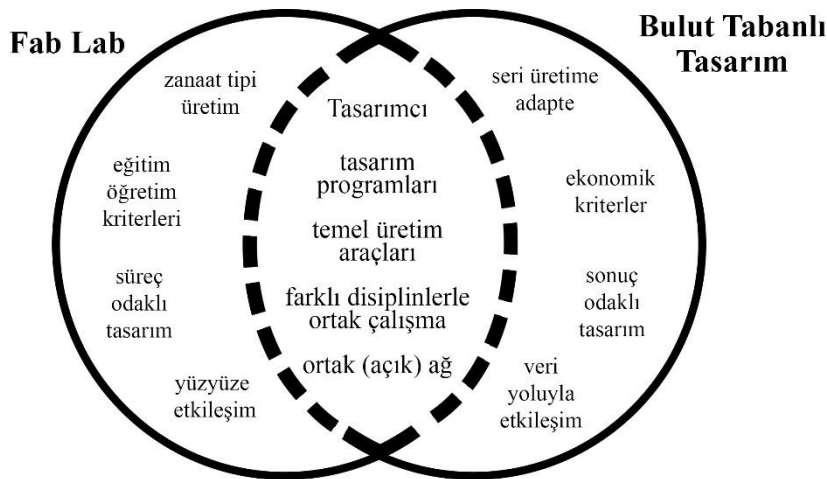 Fab Lab
Bulut Tabanlı
Tasarım
zanaat tipi
üretim
eğitim
öğretim
kriterleri
süreç
odaklı
tasarım
yüzyüze
etkileşim
Tasarımcı
tasarım
programları
temel üretim
araçları
farklı disiplinlerle
ortak çalışma
ortak (açık) ağ
seri üretime
adapte
ekonomik
kriterler
sonuç
odaklı
tasarım
veri
yoluyla
etkileşim